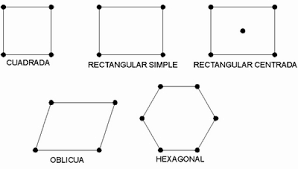 CUADRADA
RECTANGULAR SIMPLE
RECTANGULAR CENTRADA
OBLICUA
HEXAGONAL